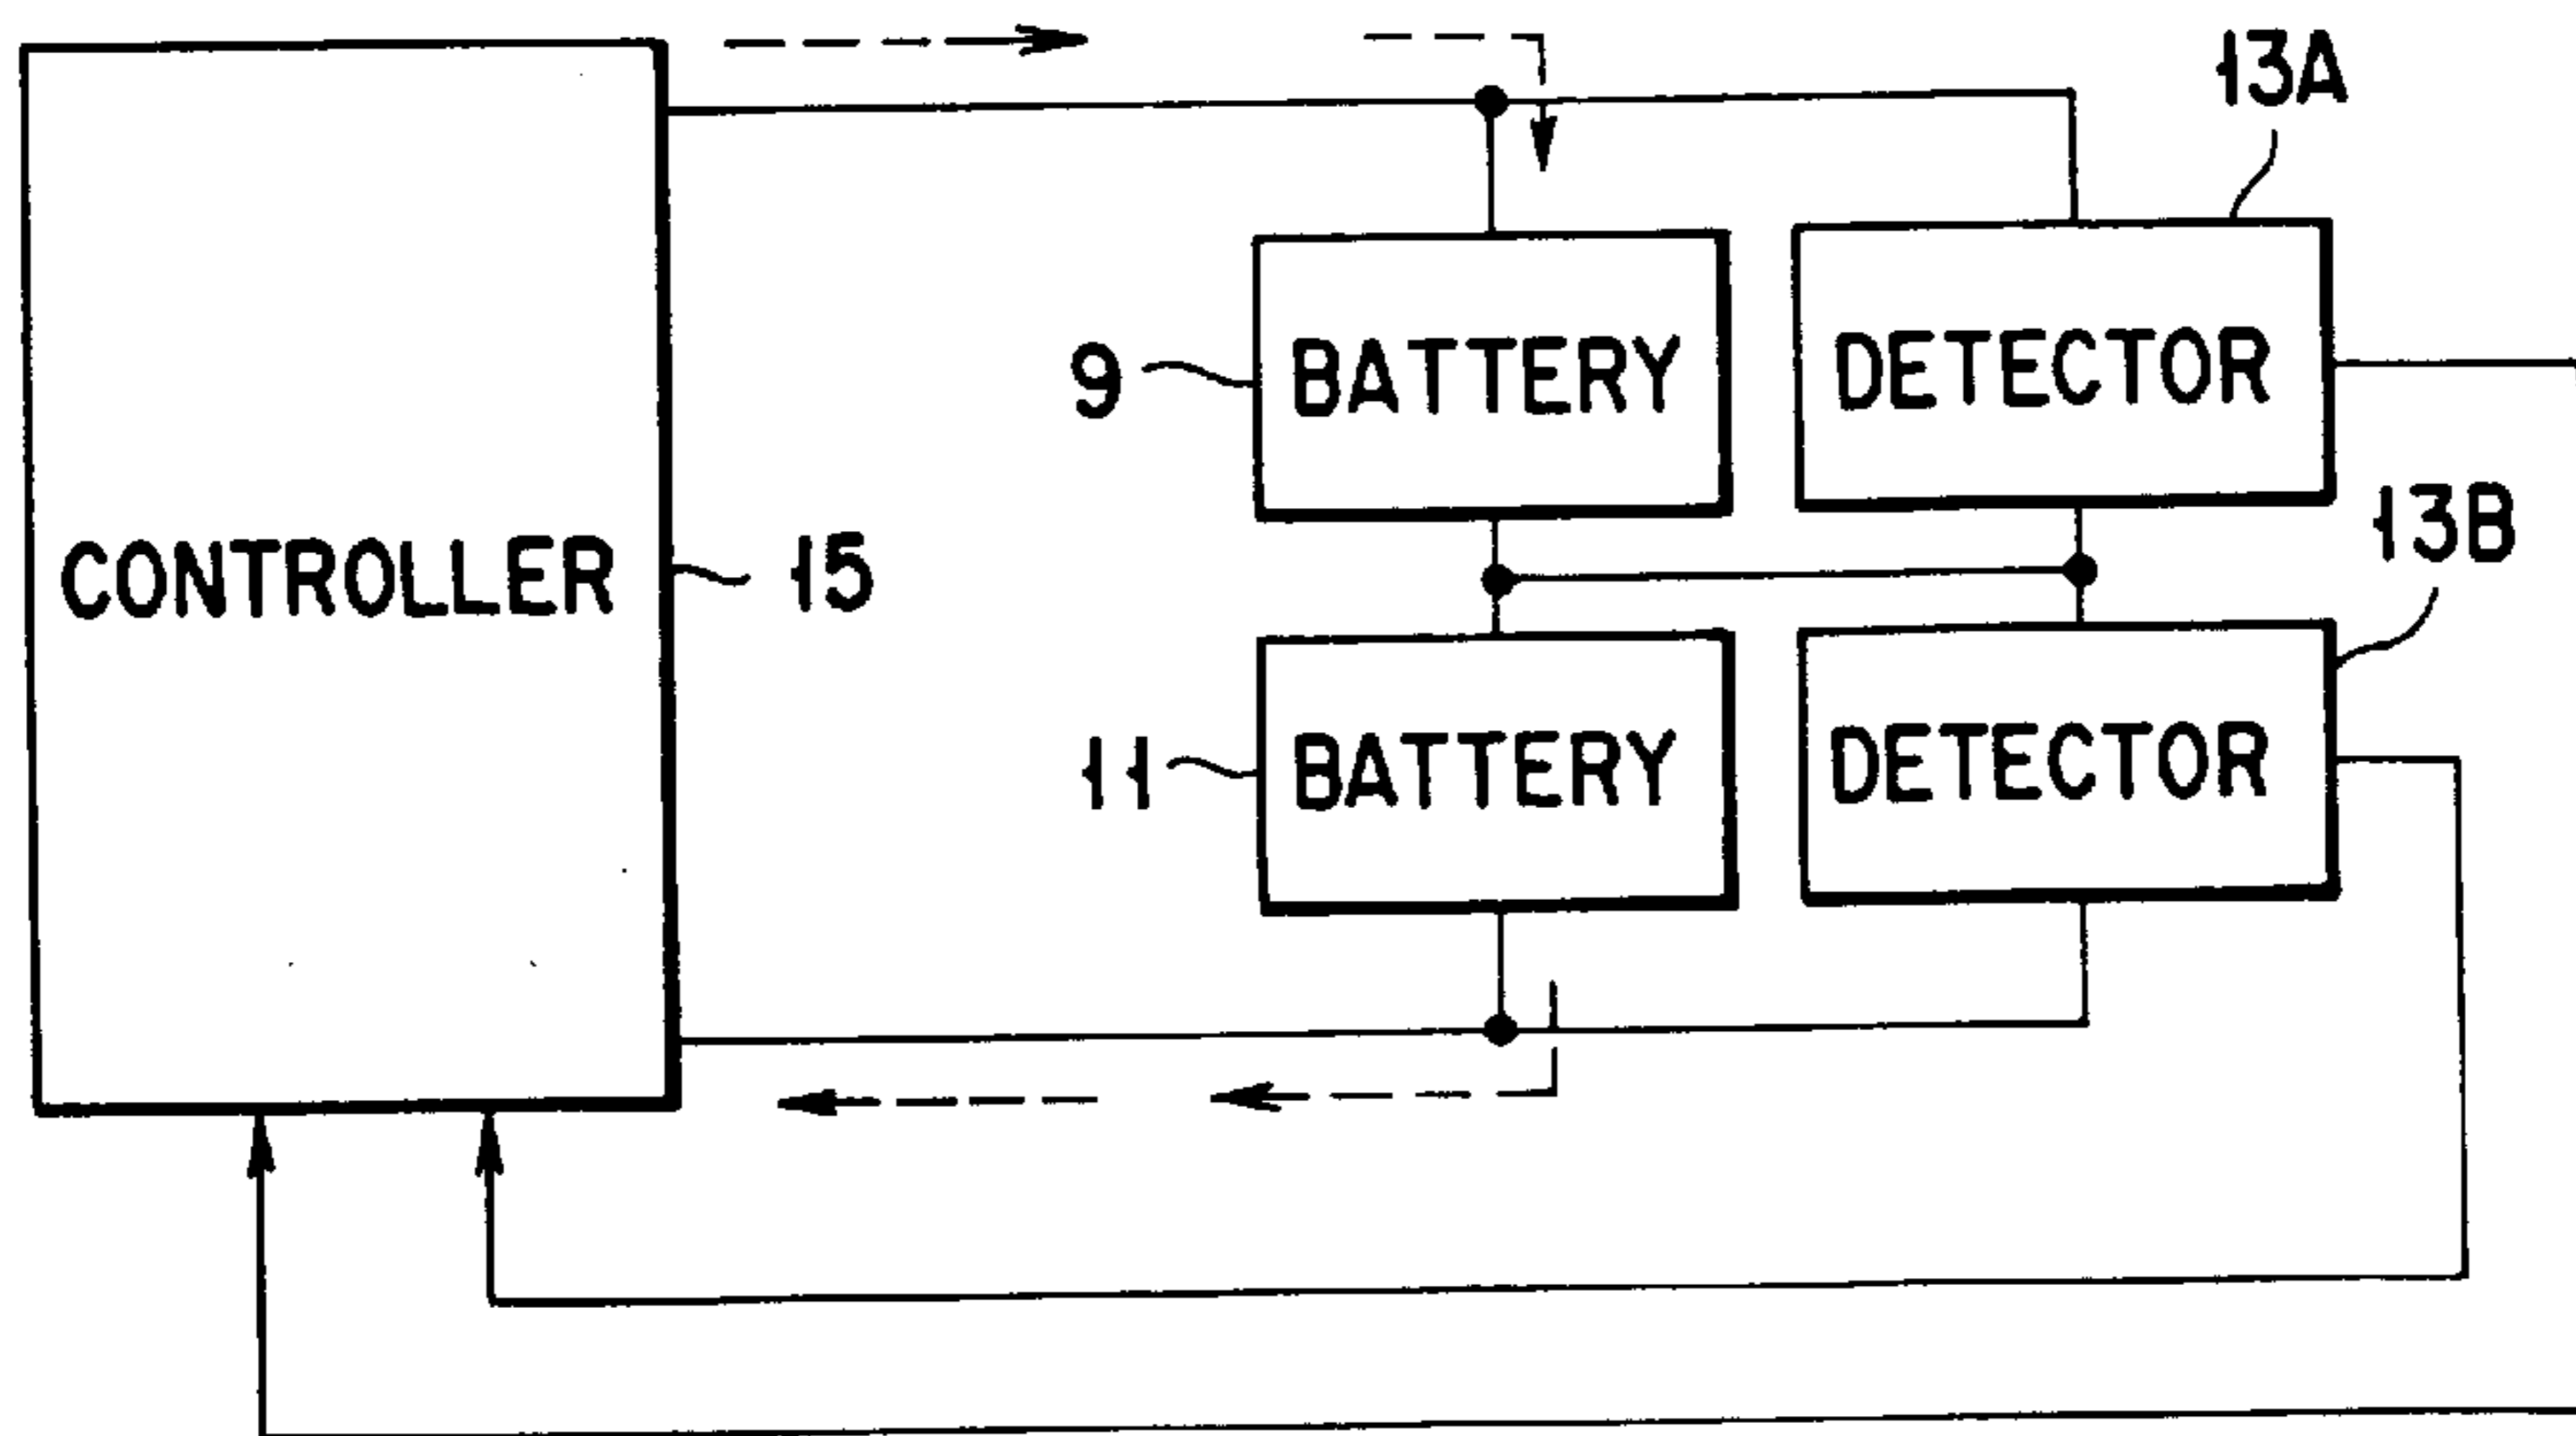 13A
9
BATTERY
DETECTOR
13B
CONTROLLER
15
11
BATTERY
DETECTOR